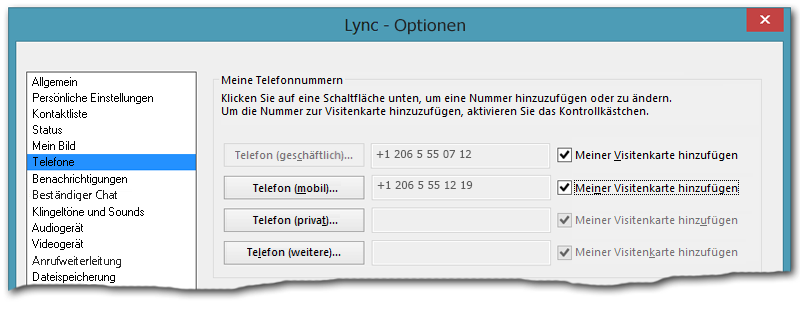 Lync - Optionen
Allgemein
Persönliche Einstellungen
Kontaktliste
Status
Mein Bild
Telefone
Benachrichtigungen
Beständiger Chat
Klingeltöne und Sounds
Audiogerät
Videogerät
Anrufweiterleitung
Dateispeicherung
Meine Telefonnummern
Klicken Sie auf eine Schaltfläche unten, um eine Nummer hinzuzufügen oder zu ändern.
Um die Nummer zur Visitenkarte hinzuzufügen, aktivieren Sie das Kontrollkästchen.
Telefon (geschäftlich)... +1 206 5 55 07 12 Meiner Visitenkarte hinzufügen
Telefon (mobil)... +1 206 5 55 12 19 Meiner Visitenkarte hinzufügen
Telefon (privat)... Meiner Visitenkarte hinzufügen
Telefon (weitere)... Meiner Visitenkarte hinzufügen